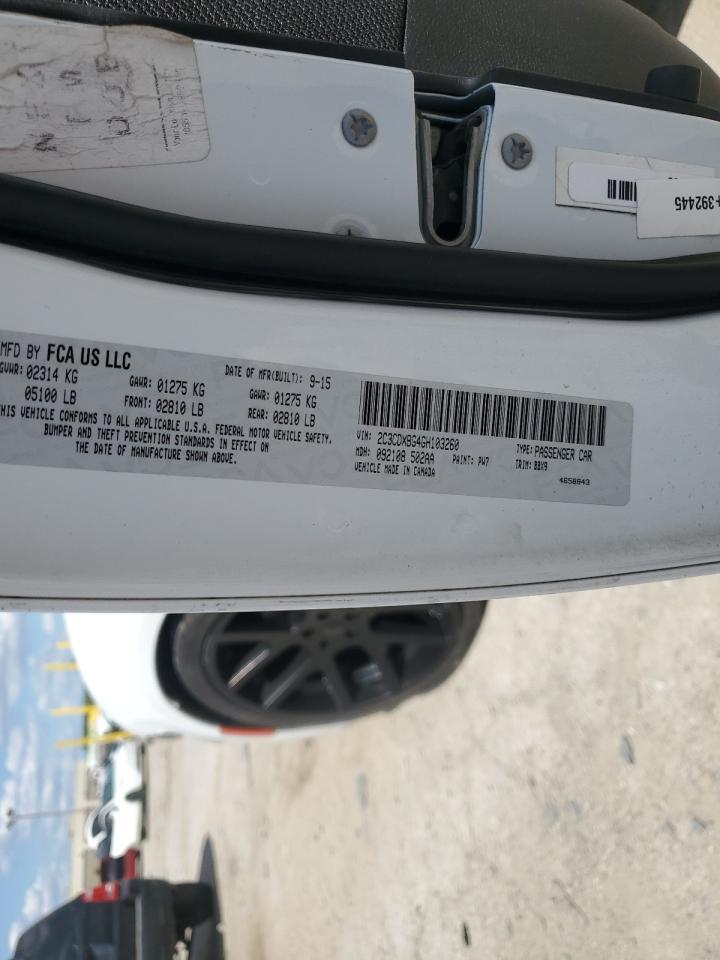 392445
MFD BY FCA US LLC
DATE OF MFR(BUILT): 9-15
GVWR: 02314 KG
GAWR: 01275 KG
GAWR: 01275 KG
05100 LB
FRONT: 02810 LB
REAR: 02810 LB
THIS VEHICLE CONFORMS TO ALL APPLICABLE U.S.A. FEDERAL MOTOR VEHICLE SAFETY,
BUMPER AND THEFT PREVENTION STANDARDS IN EFFECT ON
THE DATE OF MANUFACTURE SHOWN ABOVE.
VIN: 2C3CDXBG4GH103260
TYPE: PASSENGER CAR
MDH: 092108 502AA
PAINT: PW7
TRIM: BBX9
VEHICLE MADE IN CANADA
4658843